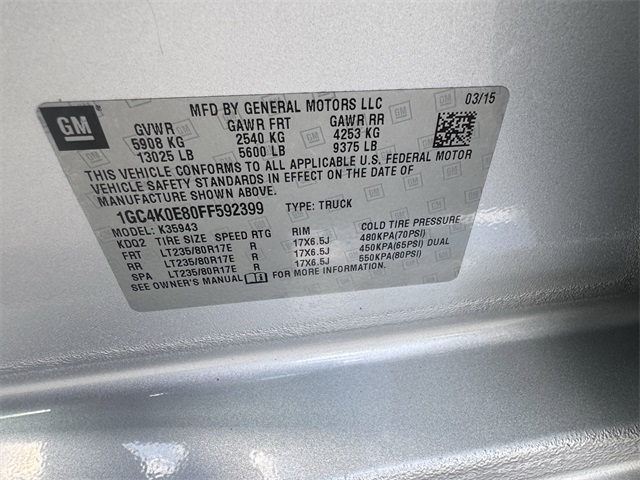 GM
MFD BY GENERAL MOTORS LLC 03/15
GVWR GAWR FRT GAWR RR
5908 KG 2540 KG 4253 KG
13025 LB 5600 LB 9375 LB
THIS VEHICLE CONFORMS TO ALL APPLICABLE U.S. FEDERAL MOTOR
VEHICLE SAFETY STANDARDS IN EFFECT ON THE DATE OF
MANUFACTURE SHOWN ABOVE.
1GC4K0E80FF592399 TYPE: TRUCK
MODEL: K35943
KDQ2 TIRE SIZE SPEED RTG RIM COLD TIRE PRESSURE
FRT LT235/80R17E R 17X6.5J 480KPA(70PSI)
RR LT235/80R17E R 17X6.5J 450KPA(65PSI) DUAL
SPA LT235/80R17E R 17X6.5J 550KPA(80PSI)
SEE OWNER'S MANUAL FOR MORE INFORMATION.